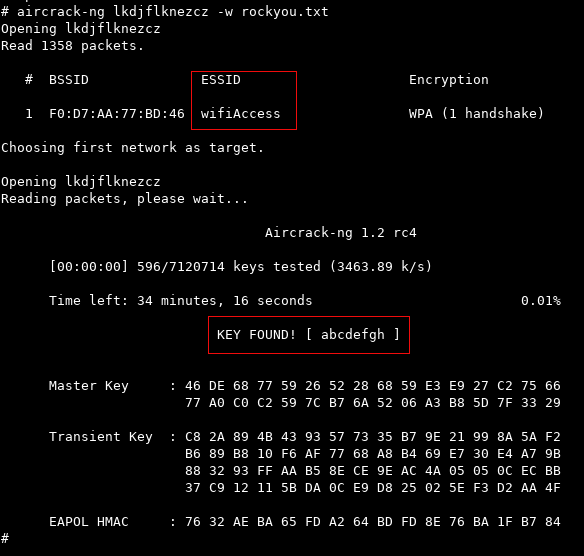 # aircrack-ng lkdjflknezcz -w rockyou.txt
Opening lkdjflknezcz
Read 1358 packets.
# BSSID ESSID Encryption
1 F0:D7:AA:77:BD:46 wifiAccess WPA (1 handshake)
Choosing first network as target.
Opening lkdjflknezcz
Reading packets, please wait...
Aircrack-ng 1.2 rc4
[00:00:00] 596/7120714 keys tested (3463.89 k/s)
Time left: 34 minutes, 16 seconds 0.01%
KEY FOUND! [ abcdefgh ]
Master Key : 46 DE 68 77 59 26 52 28 68 59 E3 E9 27 C2 75 66
77 A0 C0 C2 59 7C B7 6A 52 06 A3 B8 5D 7F 33 29
Transient Key : C8 2A 89 4B 43 93 57 73 35 B7 9E 21 99 8A 5A F2
B6 89 B8 10 F6 AF 77 68 A8 B4 69 E7 30 E4 A7 9B
88 32 93 FF AA B5 8E CE 9E AC 4A 05 05 0C EC BB
37 C9 12 11 5B DA 0C E9 D8 25 02 5E F3 D2 AA 4F
EAPOL HMAC : 76 32 AE BA 65 FD A2 64 BD FD 8E 76 BA 1F B7 84
#